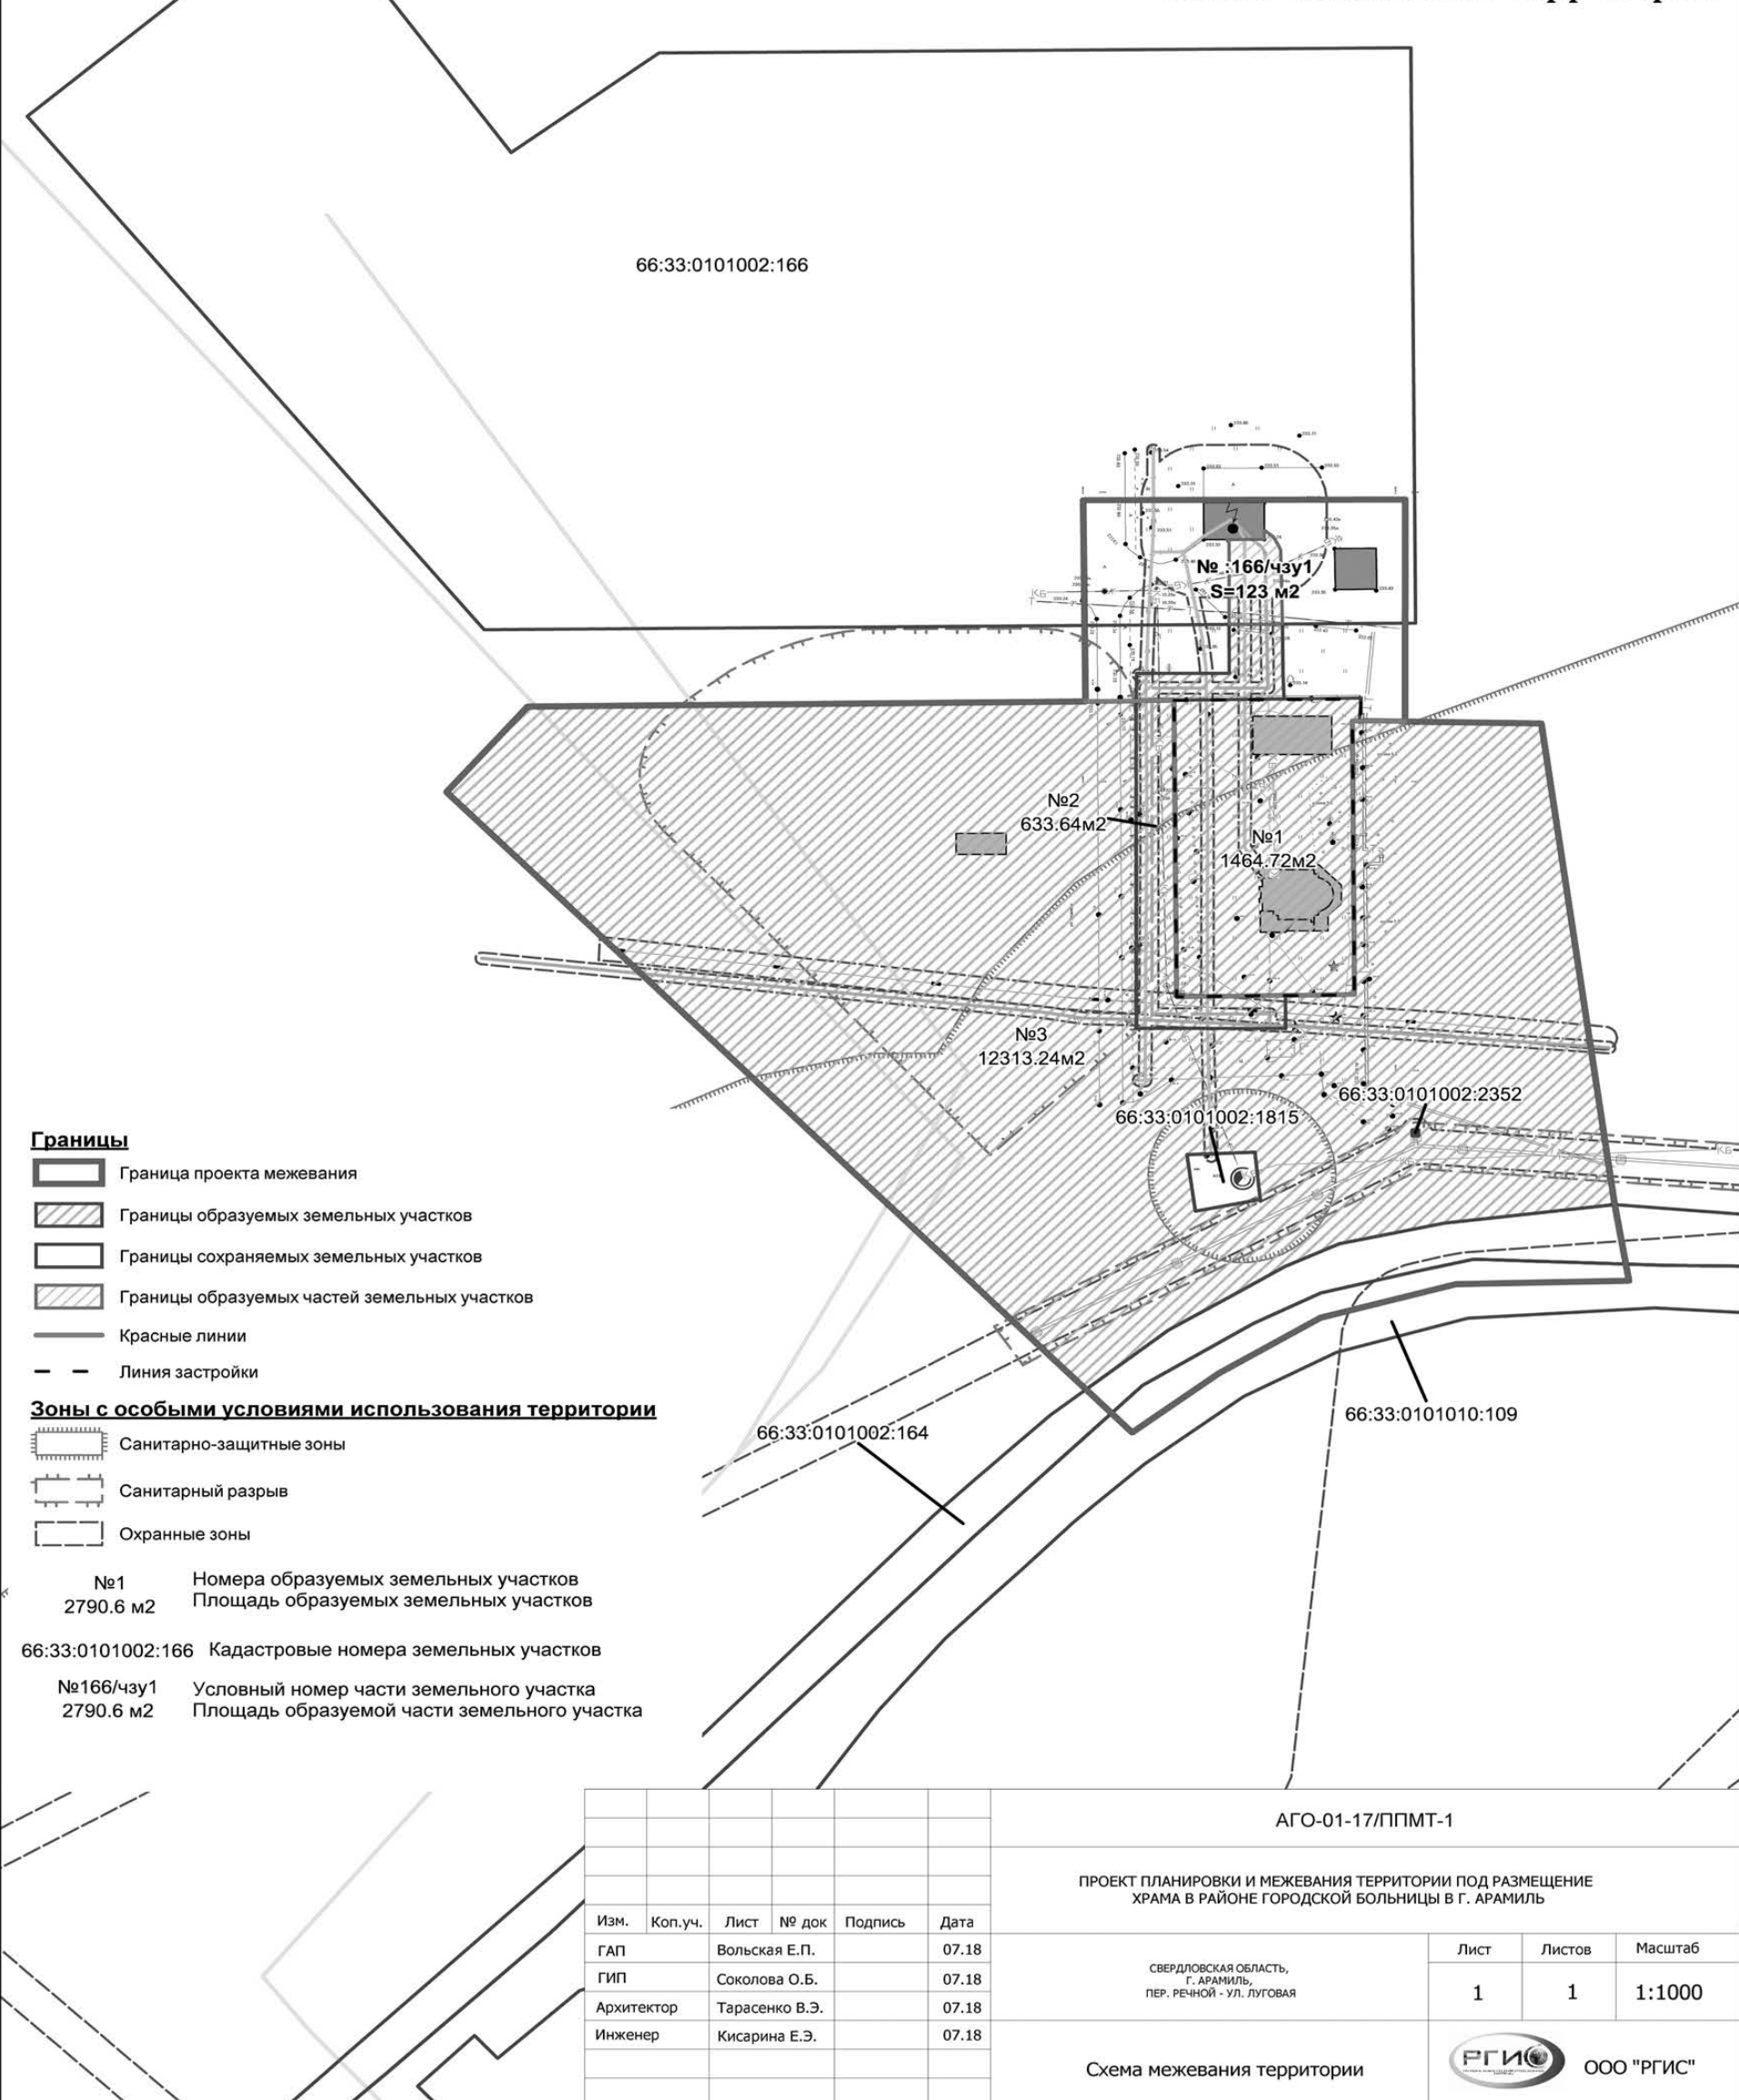 66:33:0101002:166
№ :166/чзу1
S=123 м2
№2
633.64м2
№1
1464.72м2
№3
12313.24м2
66:33:0101002:2352
66:33:0101002:1815
66:33:0101010:109
66:33:0101002:164
Границы
Граница проекта межевания
Границы образуемых земельных участков
Границы сохраняемых земельных участков
Границы образуемых частей земельных участков
Красные линии
Линия застройки
Зоны с особыми условиями использования территории
Санитарно-защитные зоны
Санитарный разрыв
Охранные зоны
№1 Номера образуемых земельных участков
2790.6 м2 Площадь образуемых земельных участков
66:33:0101002:166 Кадастровые номера земельных участков
№166/чзу1 Условный номер части земельного участка
2790.6 м2 Площадь образуемой части земельного участка
АГО-01-17/ППМТ-1
ПРОЕКТ ПЛАНИРОВКИ И МЕЖЕВАНИЯ ТЕРРИТОРИИ ПОД РАЗМЕЩЕНИЕ
ХРАМА В РАЙОНЕ ГОРОДСКОЙ БОЛЬНИЦЫ В Г. АРАМИЛЬ
Изм. Коп.уч. Лист № док Подпись Дата
ГАП Вольская Е.П. 07.18
ГИП Соколова О.Б. 07.18
Архитектор Тарасенко В.Э. 07.18
Инженер Кисарина Е.Э. 07.18
СВЕРДЛОВСКАЯ ОБЛАСТЬ,
Г. АРАМИЛЬ,
ПЕР. РЕЧНОЙ - УЛ. ЛУГОВАЯ
Лист Листов Масштаб
1 1 1:1000
Схема межевания территории
РГИС
ООО "РГИС"